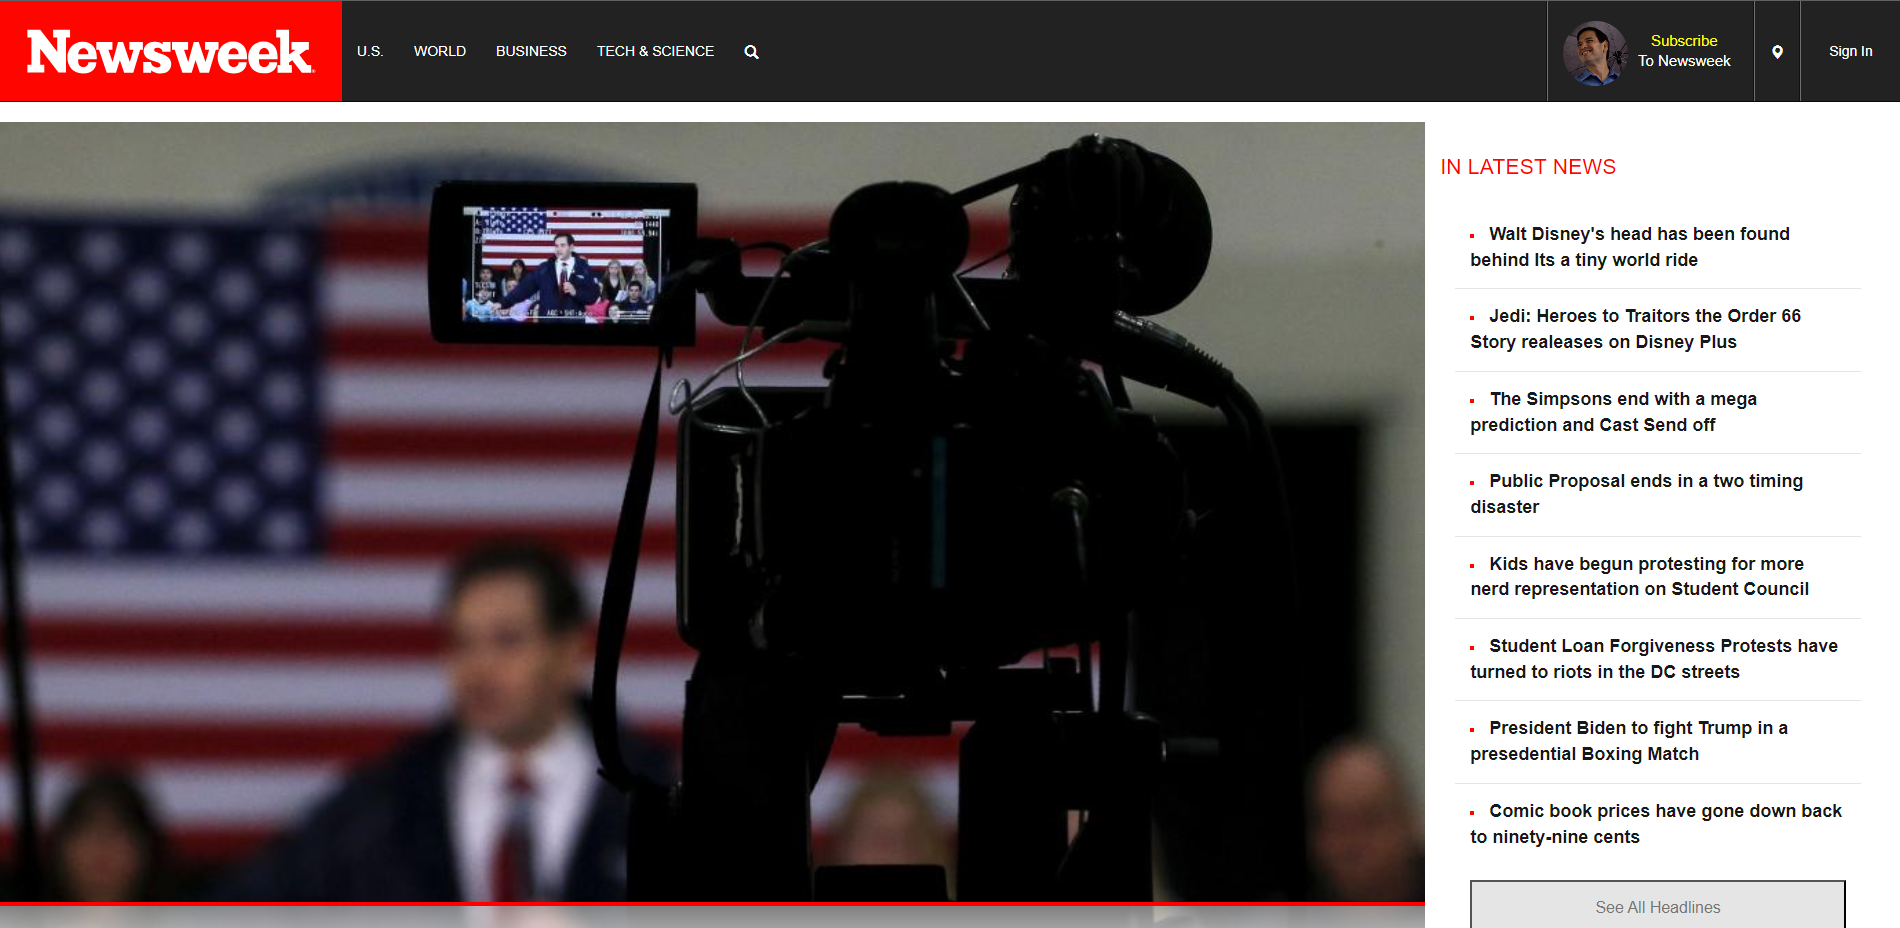 Newsweek
U.S.
WORLD
BUSINESS
TECH & SCIENCE
Subscribe
To Newsweek
Sign In
IN LATEST NEWS
Walt Disney's head has been found
behind Its a tiny world ride
Jedi: Heroes to Traitors the Order 66
Story realeases on Disney Plus
The Simpsons end with a mega
prediction and Cast Send off
Public Proposal ends in a two timing
disaster
Kids have begun protesting for more
nerd representation on Student Council
Student Loan Forgiveness Protests have
turned to riots in the DC streets
President Biden to fight Trump in a
presedential Boxing Match
Comic book prices have gone down back
to ninety-nine cents
See All Headlines